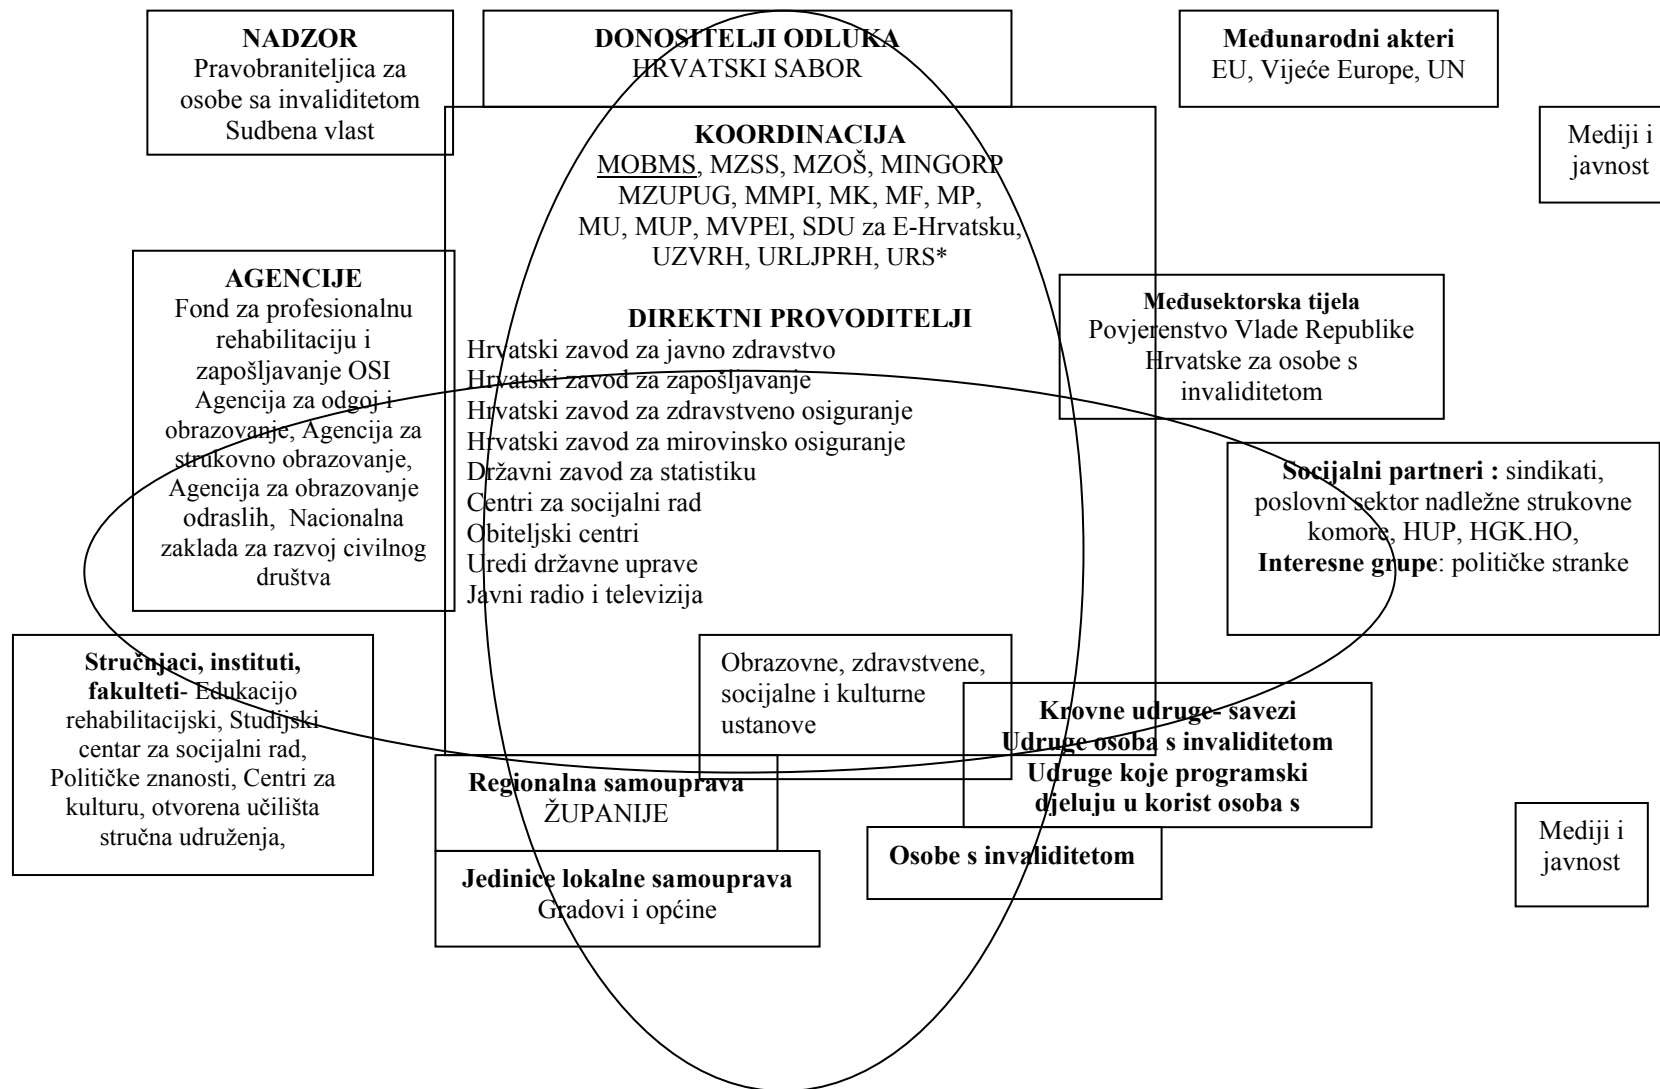 NADZOR
Pravobraniteljica za
osobe sa invaliditetom
Sudbena vlast
DONOSITELJI ODLUKA
HRVATSKI SABOR
Međunarodni akteri
EU, Vijeće Europe, UN
Mediji i
javnost
KOORDINACIJA
MOBMS, MZSS, MZOŠ, MINGORP
MZUPUG, MMPI, MK, MF, MP,
MU, MUP, MVPEI, SDU za E-Hrvatsku,
UZVRH, URLJPRH, URS*
AGENCIJE
Fond za profesionalnu
rehabilitaciju i
zapošljavanje OSI
Agencija za odgoj i
obrazovanje, Agencija za
strukovno obrazovanje,
Agencija za obrazovanje
odraslih, Nacionalna
zaklada za razvoj civilnog
društva
DIREKTNI PROVODITELJI
Hrvatski zavod za javno zdravstvo
Hrvatski zavod za zapošljavanje
Hrvatski zavod za zdravstveno osiguranje
Hrvatski zavod za mirovinsko osiguranje
Državni zavod za statistiku
Centri za socijalni rad
Obiteljski centri
Uredi državne uprave
Javni radio i televizija
Međusektorska tijela
Povjerenstvo Vlade Republike
Hrvatske za osobe s
invaliditetom
Socijalni partneri : sindikati,
poslovni sektor nadležne strukovne
komore, HUP, HGK.HO,
Interesne grupe: političke stranke
Stručnjaci, instituti,
fakulteti- Edukacijo
rehabilitacijski, Studijski
centar za socijalni rad,
Političke znanosti, Centri za
kulturu, otvorena učilišta
stručna udruženja,
Obrazovne, zdravstvene,
socijalne i kulturne
ustanove
Krovne udruge- savezi
Udruge osoba s invaliditetom
Udruge koje programski
djeluju u korist osoba s
Regionalna samouprava
ŽUPANIJE
Osobe s invaliditetom
Jedinice lokalne samouprava
Gradovi i općine
Mediji i
javnost